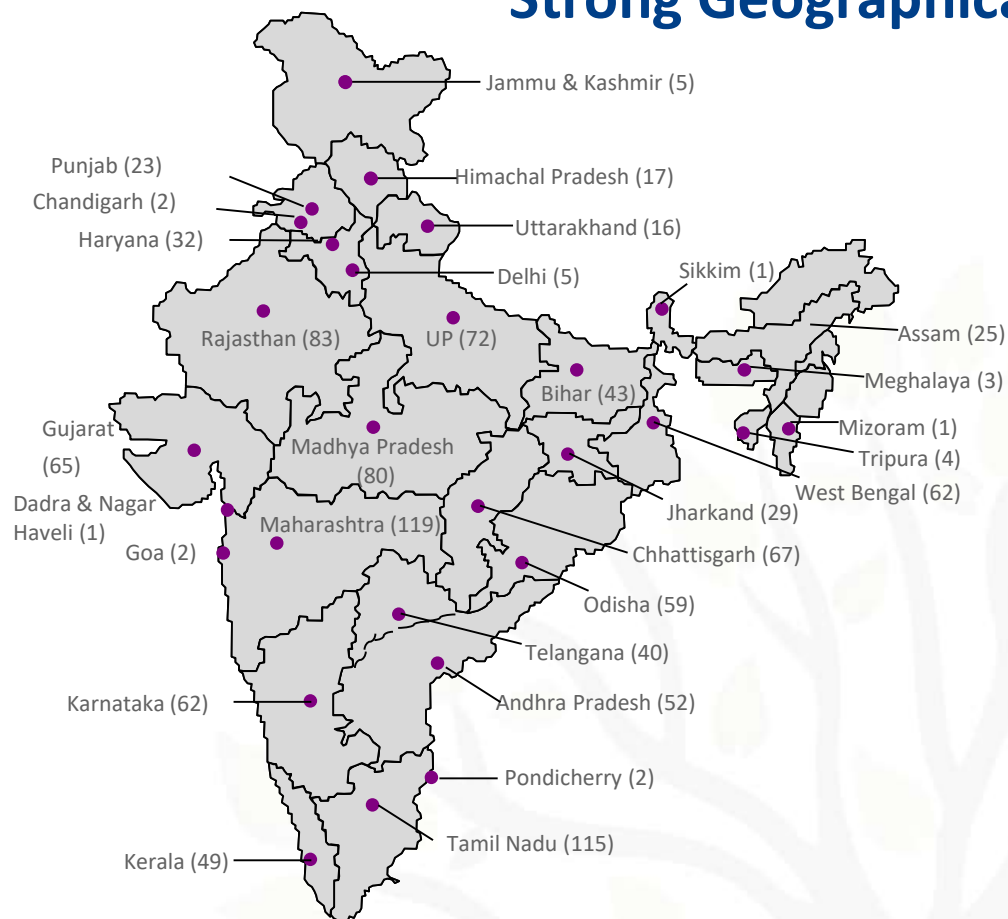 Strong Geographica
Jammu & Kashmir (5)
Punjab (23)
Himachal Pradesh (17)
Chandigarh (2)
Uttarakhand (16)
Haryana (32)
Delhi (5)
Sikkim (1)
Rajasthan (83)
UP (72)
Assam (25)
Bihar (43)
Meghalaya (3)
Gujarat
(65)
Madhya Pradesh
(80)
Mizoram (1)
Tripura (4)
West Bengal (62)
Dadra & Nagar
Haveli (1)
Jharkand (29)
Maharashtra (119)
Goa (2)
Chhattisgarh (67)
Odisha (59)
Telangana (40)
Karnataka (62)
Andhra Pradesh (52)
Pondicherry (2)
Tamil Nadu (115)
Kerala (49)